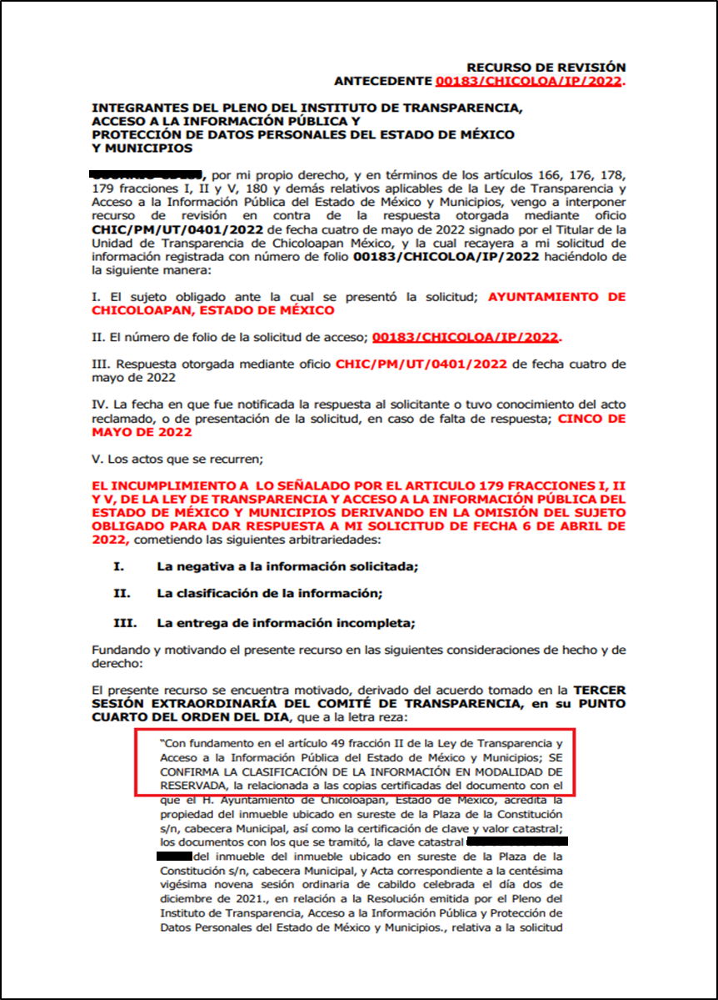 RECURSO DE REVISIÓN
ANTECEDENTE 00183/CHICOLOA/IP/2022.
INTEGRANTES DEL PLENO DEL INSTITUTO DE TRANSPARENCIA,
ACCESO A LA INFORMACIÓN PÚBLICA Y
PROTECCIÓN DE DATOS PERSONALES DEL ESTADO DE MÉXICO
Y MUNICIPIOS
, por mi propio derecho, y en términos de los artículos 166, 176, 178,
179 fracciones I, II y V, 180 y demás relativos aplicables de la Ley de Transparencia y
Acceso a la Información Pública del Estado de México y Municipios, vengo a interponer
recurso de revisión en contra de la respuesta otorgada mediante oficio
CHIC/PM/UT/0401/2022 de fecha cuatro de mayo de 2022 signado por el Titular de la
Unidad de Transparencia de Chicoloapan México, y la cual recayera a mi solicitud de
información registrada con número de folio 00183/CHICOLOA/IP/2022 haciéndolo de
la siguiente manera:
I. El sujeto obligado ante la cual se presentó la solicitud; AYUNTAMIENTO DE
CHICOLOAPAN, ESTADO DE MÉXICO
II. El número de folio de la solicitud de acceso; 00183/CHICOLOA/IP/2022.
III. Respuesta otorgada mediante oficio CHIC/PM/UT/0401/2022 de fecha cuatro de
mayo de 2022
IV. La fecha en que fue notificada la respuesta al solicitante o tuvo conocimiento del acto
reclamado, o de presentación de la solicitud, en caso de falta de respuesta; CINCO DE
MAYO DE 2022
V. Los actos que se recurren;
EL INCUMPLIMIENTO A LO SEÑALADO POR EL ARTICULO 179 FRACCIONES I, II
Y V, DE LA LEY DE TRANSPARENCIA Y ACCESO A LA INFORMACIÓN PÚBLICA DEL
ESTADO DE MÉXICO Y MUNICIPIOS DERIVANDO EN LA OMISIÓN DEL SUJETO
OBLIGADO PARA DAR RESPUESTA A MI SOLICITUD DE FECHA 6 DE ABRIL DE
2022, cometiendo las siguientes arbitrariedades:
I. La negativa a la información solicitada;
II. La clasificación de la información;
III. La entrega de información incompleta;
Fundando y motivando el presente recurso en las siguientes consideraciones de hecho y de
derecho:
El presente recurso se encuentra motivado, derivado del acuerdo tomado en la TERCER
SESIÓN EXTRAORDINARÍA DEL COMITÉ DE TRANSPARENCIA, en su PUNTO
CUARTO DEL ORDEN DEL DIA, que a la letra reza:
"Con fundamento en el artículo 49 fracción II de la Ley de Transparencia y
Acceso a la Información Pública del Estado de México y Municipios; SE
CONFIRMA LA CLASIFICACIÓN DE LA INFORMACIÓN EN MODALIDAD DE
RESERVADA, la relacionada a las copias certificadas del documento con el
que el H. Ayuntamiento de Chicoloapan, Estado de México, acredita la
propiedad del inmueble ubicado en sureste de la Plaza de la Constitución
s/n, cabecera Municipal, así como la certificación de clave y valor catastral;
los documentos con los que se tramitó, la clave catastral
del inmueble del inmueble ubicado en sureste de la Plaza de la
Constitución s/n, cabecera Municipal, y Acta correspondiente a la centésima
vigésima novena sesión ordinaria de cabildo celebrada el día dos de
diciembre de 2021., en relación a la Resolución emitida por el Pleno del
Instituto de Transparencia, Acceso a la Información Pública y Protección de
Datos Personales del Estado de México y Municipios., relativa a la solicitud